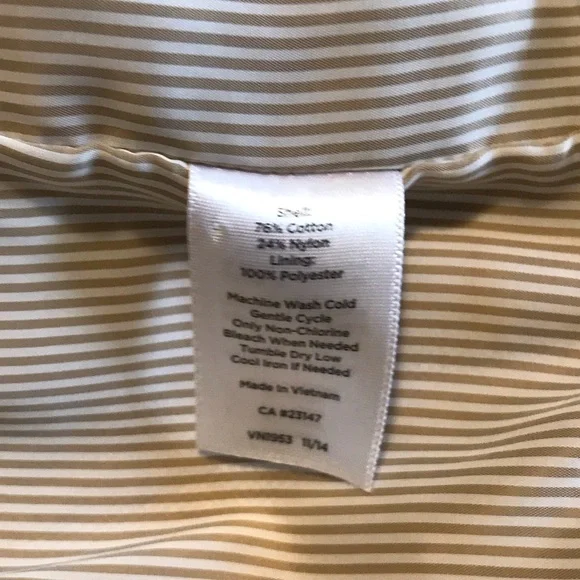 Shell:
76% Cotton
24% Nylon
Lining:
100% Polyester
Machine Wash Cold
Gentle Cycle
Only Non-Chlorine
Bleach When Needed
Tumble Dry Low
Cool Iron If Needed
Made In Vietnam
CA #23147
VN1953 11/14